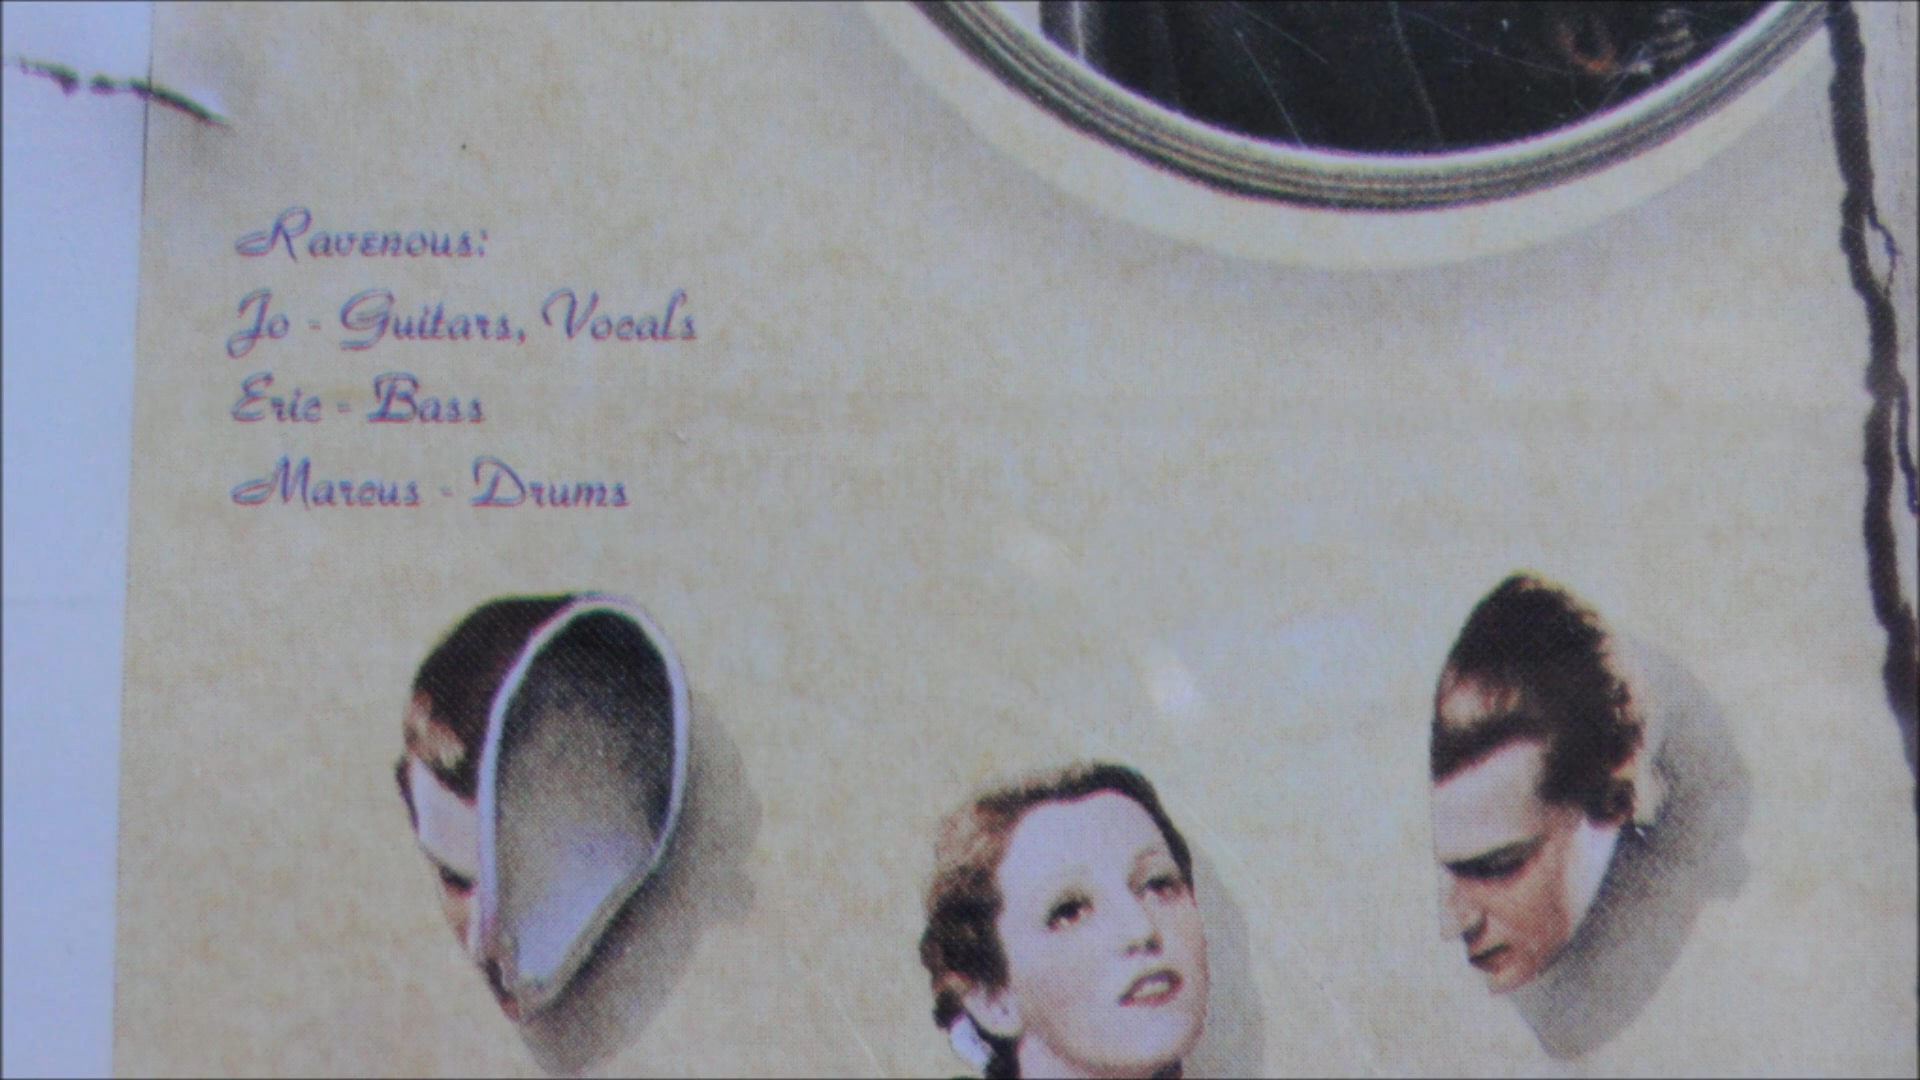 Ravenous:
Jo - Guitars, Vocals
Eric - Bass
Marcus - Drums